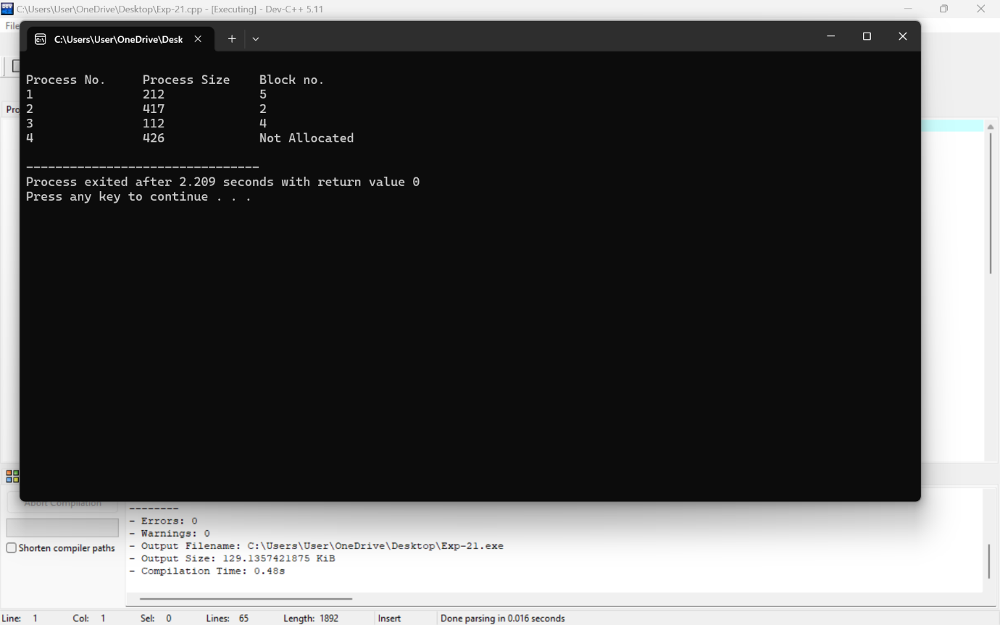 C:\Users\User\OneDrive\Desktop\Exp-21.cpp - [Executing] - Dev-C++ 5.11
File
C:\Users\User\OneDrive\Desk
Process No. Process Size Block no.
1 212 5
2 417 2
3 112 4
4 426 Not Allocated
--------------------------------
Process exited after 2.209 seconds with return value 0
Press any key to continue . . .
Pro
Abort Compilation
Shorten compiler paths
--------
- Errors: 0
- Warnings: 0
- Output Filename: C:\Users\User\OneDrive\Desktop\Exp-21.exe
- Output Size: 129.1357421875 KiB
- Compilation Time: 0.48s
Line: 1 Col: 1 Sel: 0 Lines: 65 Length: 1892 Insert Done parsing in 0.016 seconds